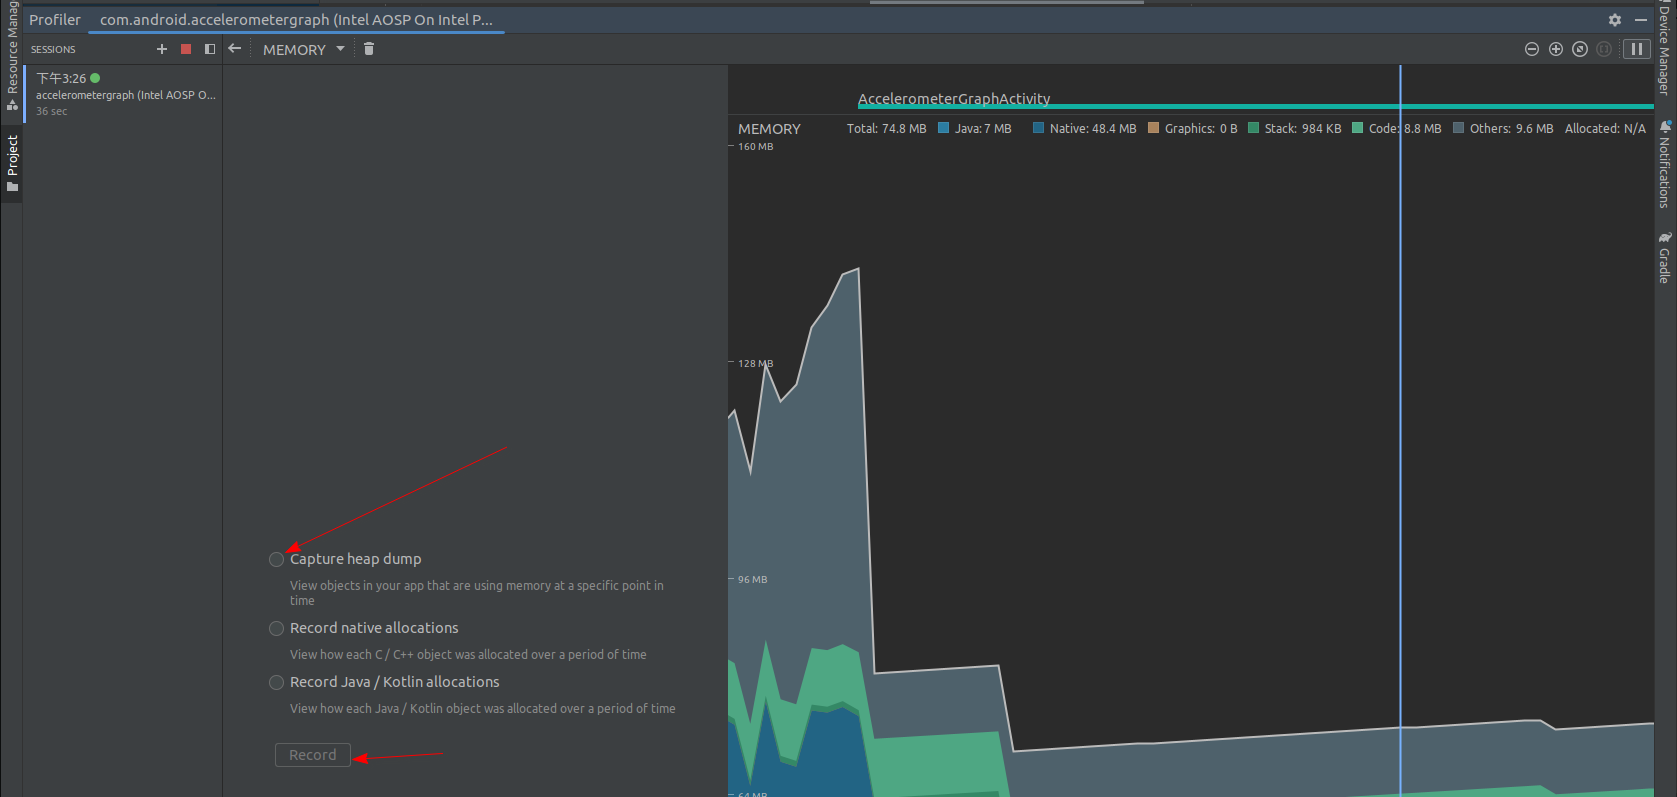 Profiler com.android.accelerometergraph (Intel AOSP On Intel P...
SESSIONS
MEMORY
下午3:26
accelerometergraph (Intel AOSP O...
36 sec
Capture heap dump
View objects in your app that are using memory at a specific point in
time
Record native allocations
View how each C / C++ object was allocated over a period of time
Record Java / Kotlin allocations
View how each Java / Kotlin object was allocated over a period of time
Record
AccelerometerGraphActivity
MEMORY Total: 74.8 MB Java: 7 MB Native: 48.4 MB Graphics: 0 B Stack: 984 KB Code: 8.8 MB Others: 9.6 MB Allocated: N/A
160 MB
128 MB
96 MB
64 MB
Resource Manag
Project
Device Manager
Notifications
Gradle